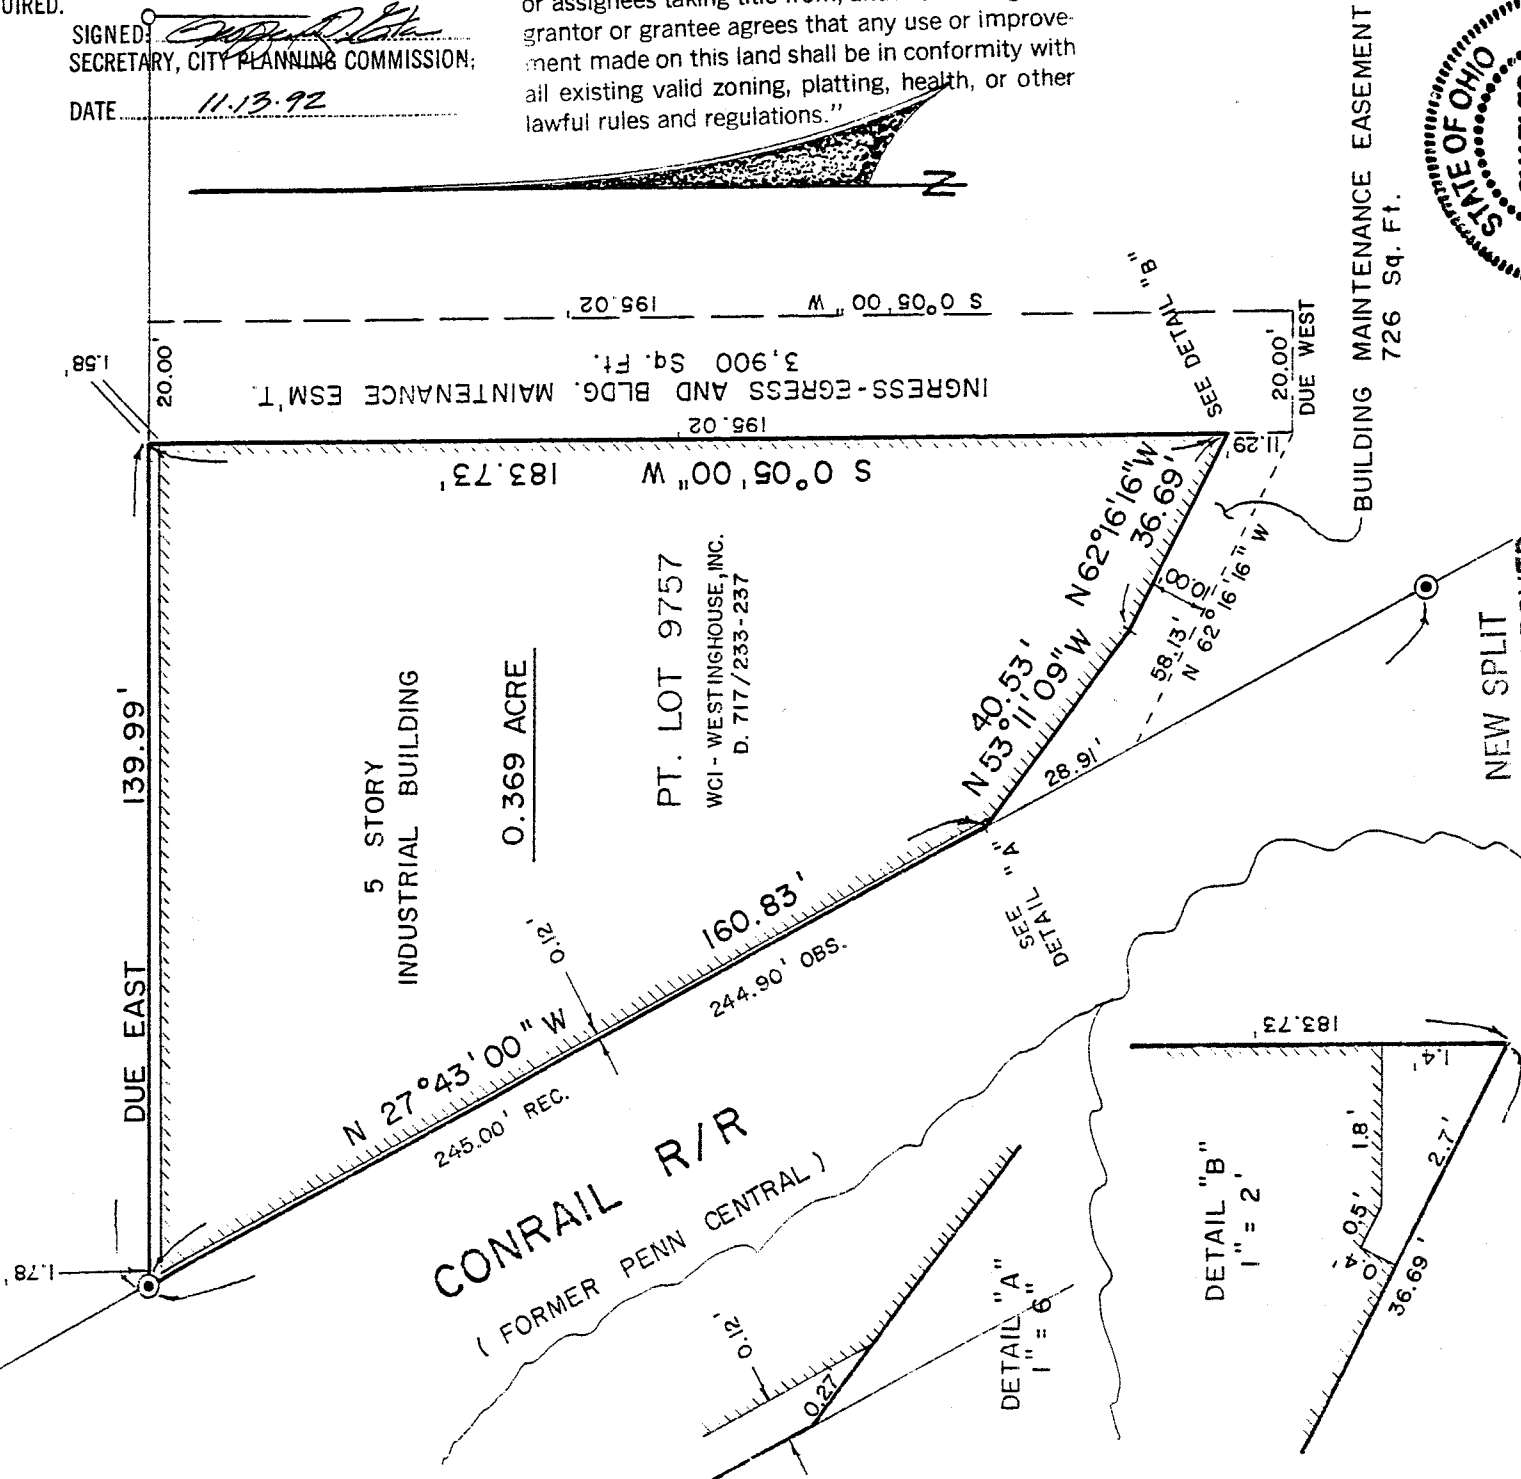 UIRED.
SIGNED:
SECRETARY, CITY PLANNING COMMISSION;
DATE 11.13.92
grantor or grantee agrees that any use or improve-
ment made on this land shall be in conformity with
all existing valid zoning, platting, health, or other
lawful rules and regulations."
N
STATE OF OHIO
BUILDING MAINTENANCE EASEMENT
726 Sq. Ft.
S 0°05'00" W 195.02'
INGRESS-EGRESS AND BLDG. MAINTENANCE ESM'T.
3,900 Sq. Ft.
195.02'
1.58'
20.00'
SEE DETAIL "B"
20.00'
DUE WEST
11.29'
S 0°05'00" W 183.73'
N 62°16'16" W
36.69'
10.00'
58.13'
N 62°16'16" W
40.53'
N 53°11'09" W
28.91'
DUE EAST 139.99'
5 STORY
INDUSTRIAL BUILDING
0.369 ACRE
PT. LOT 9757
WCI - WESTINGHOUSE, INC.
D. 717/233-237
N 27°43'00" W 160.83'
245.00' REC.
244.90' OBS.
0.12'
1.78'
SEE
DETAIL "A"
NEW SPLIT
CONRAIL R/R
( FORMER PENN CENTRAL )
0.12'
0.27'
DETAIL "A"
1" = 6"
DETAIL "B"
1" = 2'
183.73'
1.4'
1.8'
2.7'
0.5'
0.4'
36.69'